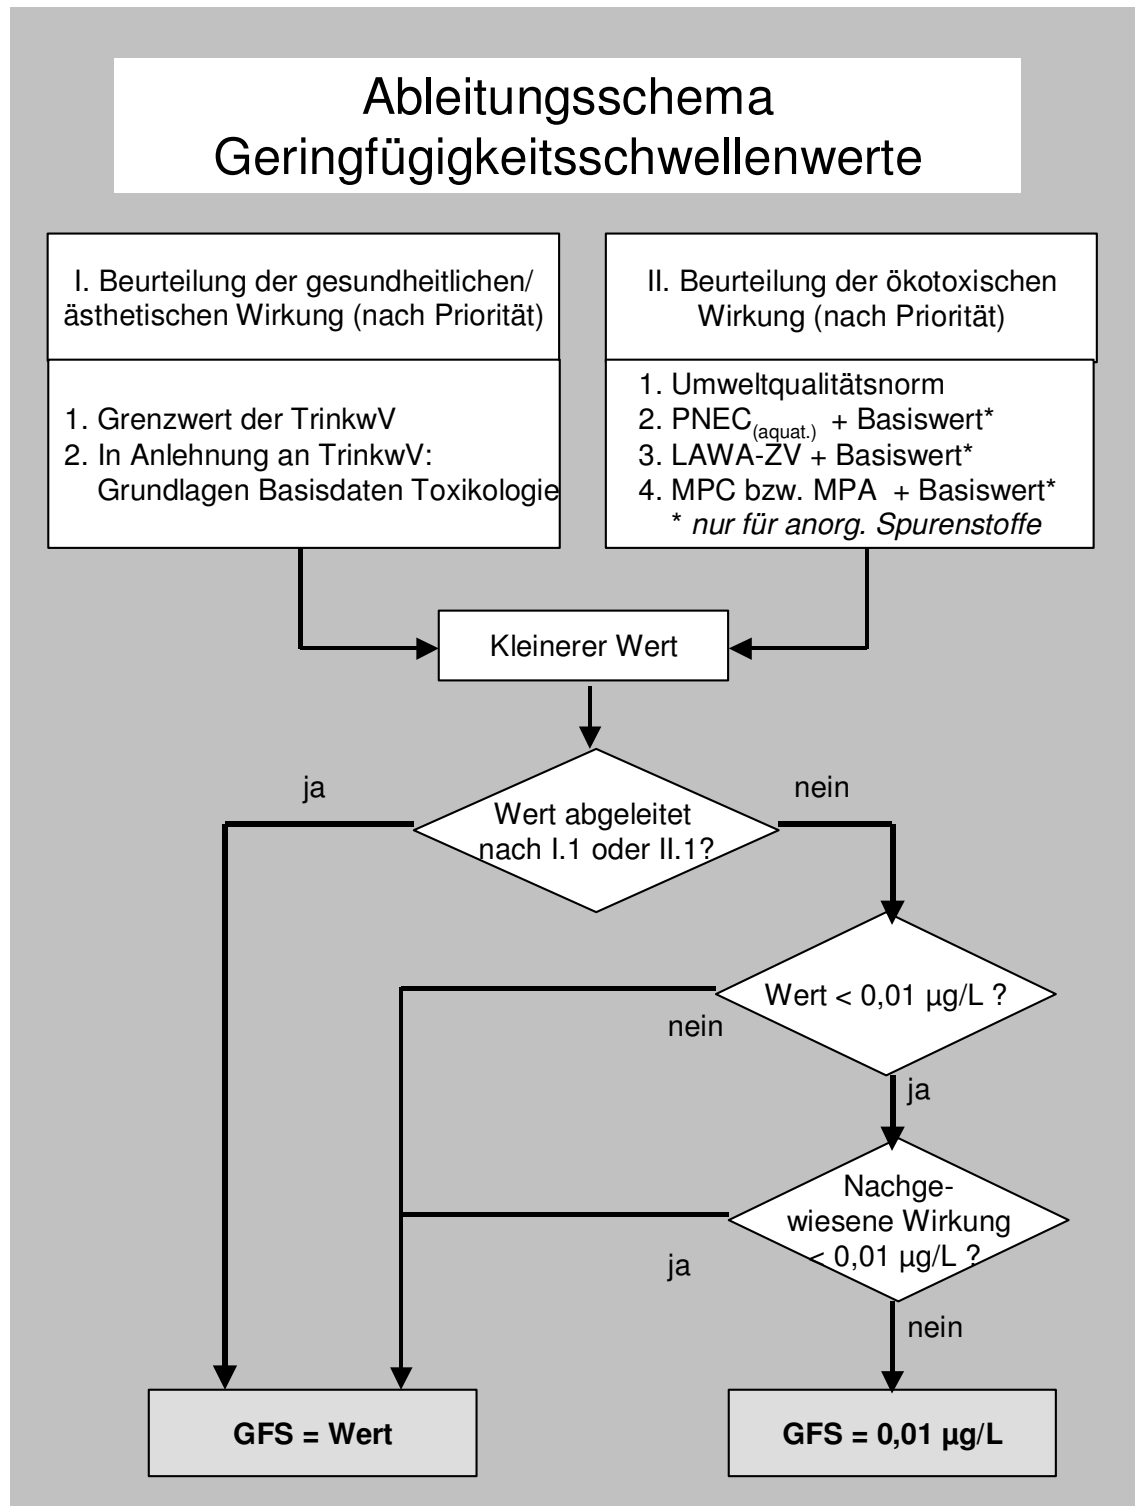 Ableitungsschema
Geringfügigkeitsschwellenwerte
I. Beurteilung der gesundheitlichen/
ästhetischen Wirkung (nach Priorität)
1. Grenzwert der TrinkwV
2. In Anlehnung an TrinkwV:
Grundlagen Basisdaten Toxikologie
II. Beurteilung der ökotoxischen
Wirkung (nach Priorität)
1. Umweltqualitätsnorm
2. PNEC(aquat.) + Basiswert*
3. LAWA-ZV + Basiswert*
4. MPC bzw. MPA + Basiswert*
* nur für anorg. Spurenstoffe
Kleinerer Wert
ja
nein
Wert abgeleitet
nach I.1 oder II.1?
Wert < 0,01 µg/L ?
nein
ja
Nachge-
wiesene Wirkung
< 0,01 µg/L ?
ja
nein
GFS = Wert
GFS = 0,01 µg/L